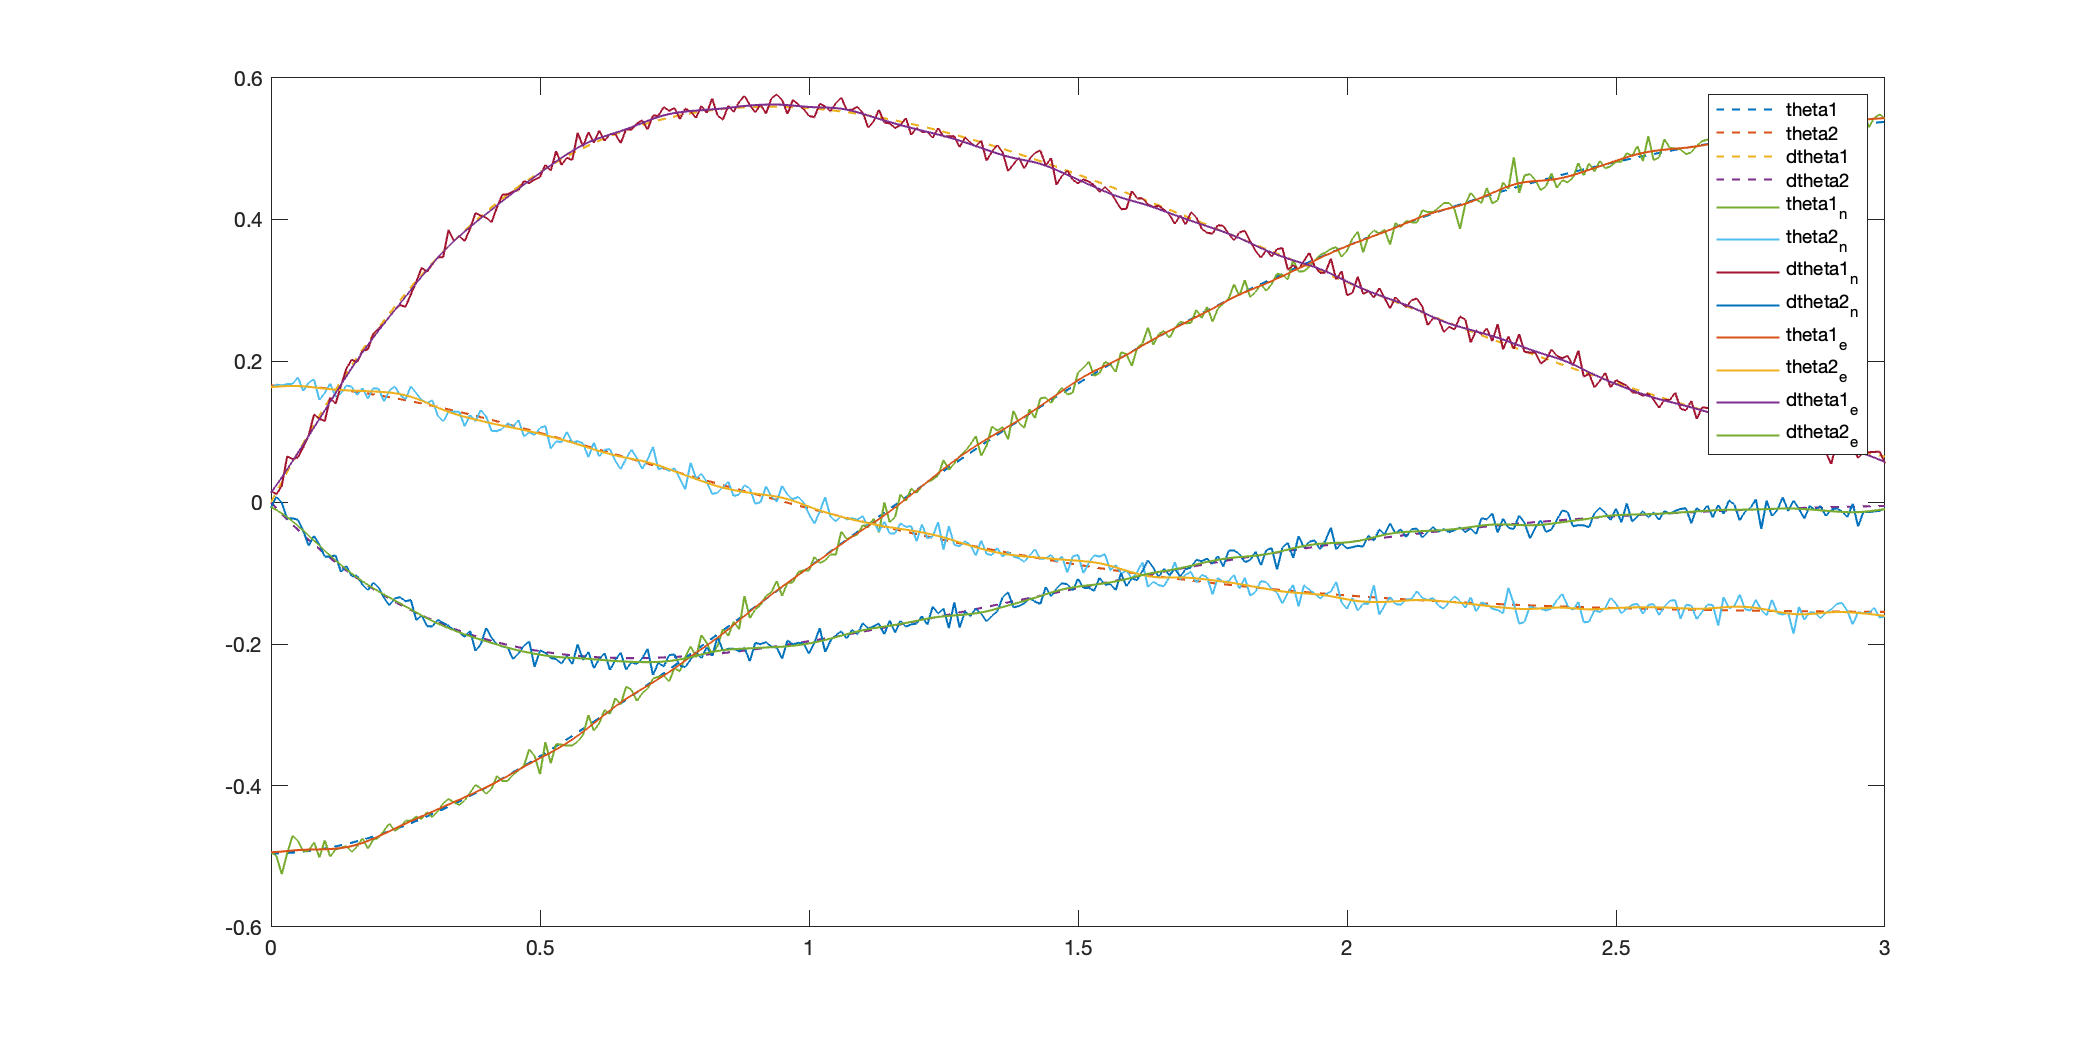 0.6
0.4
0.2
0
-0.2
-0.4
-0.6
0
0.5
1
1.5
2
2.5
3
theta1
theta2
dtheta1
dtheta2
theta1n
theta2n
dtheta1n
dtheta2n
theta1e
theta2e
dtheta1e
dtheta2e